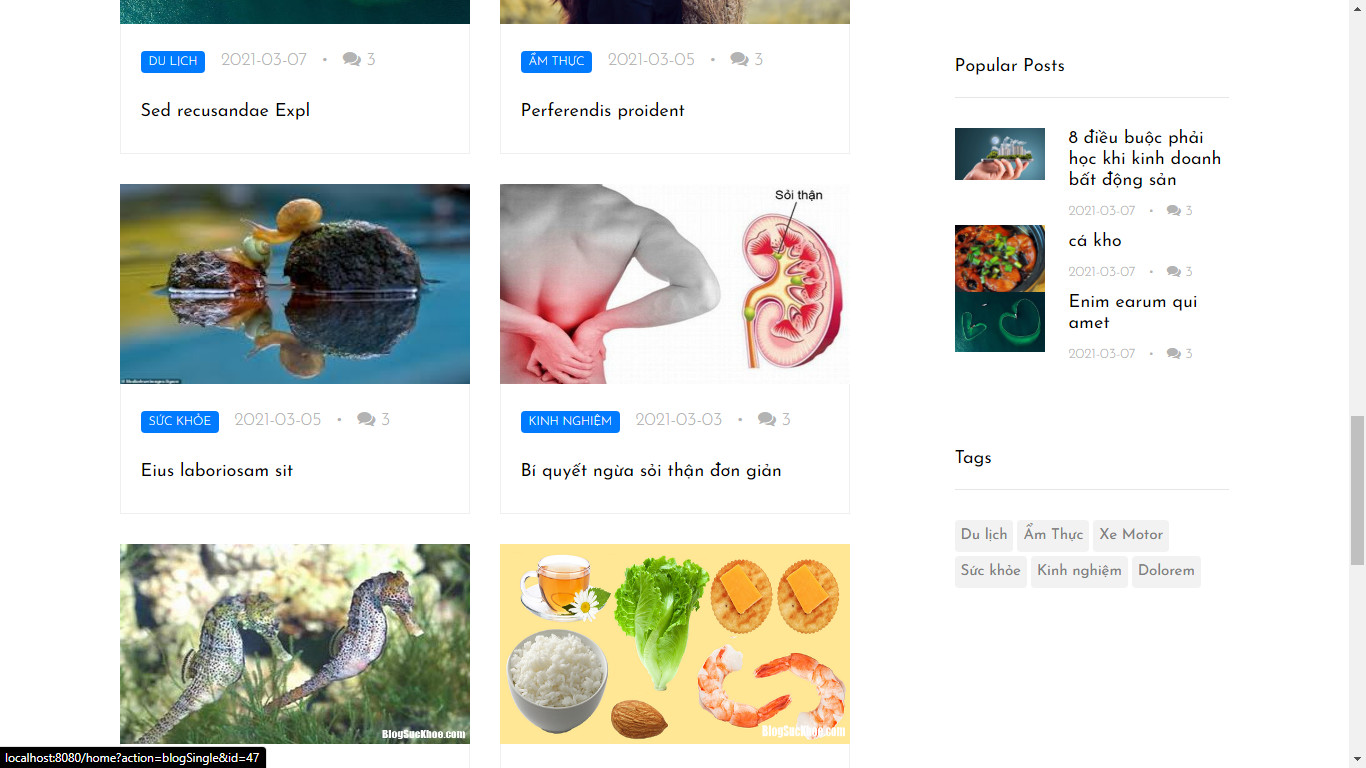 DU LỊCH 2021-03-07 • 3
Sed recusandae Expl
ẨM THỰC 2021-03-05 • 3
Perferendis proident
SỨC KHỎE 2021-03-05 • 3
Eius laboriosam sit
Sỏi thận
KINH NGHIỆM 2021-03-03 • 3
Bí quyết ngừa sỏi thận đơn giản
BlogSucKhoe.com
BlogSucKhoe.com
Popular Posts
8 điều buộc phải
học khi kinh doanh
bất động sản
2021-03-07 • 3
cá kho
2021-03-07 • 3
Enim earum qui
amet
2021-03-07 • 3
Tags
Du lịch Ẩm Thực Xe Motor
Sức khỏe Kinh nghiệm Dolorem
localhost:8080/home?action=blogSingle&id=47